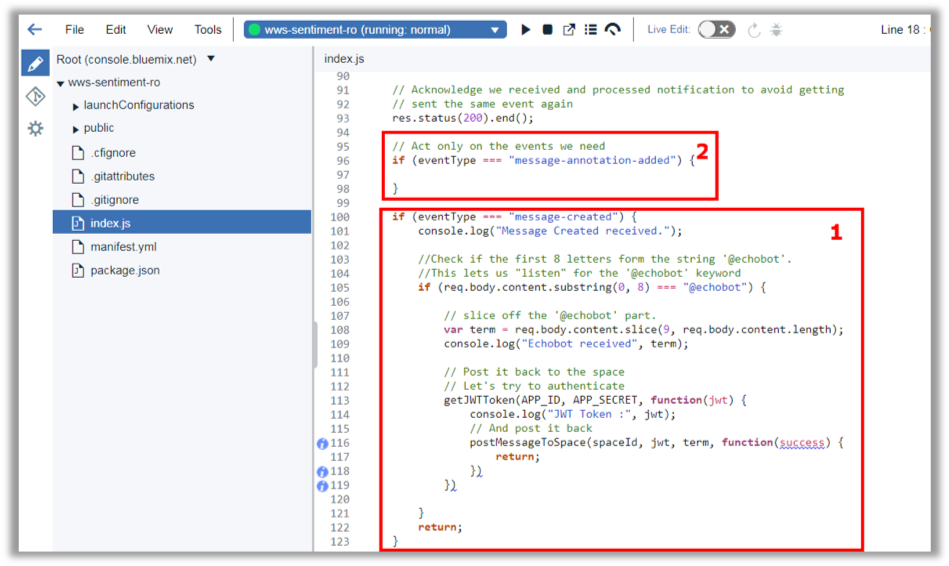 File Edit View Tools wws-sentiment-ro (running: normal) Live Edit: Line 18 :
Root (console.bluemix.net)
wws-sentiment-ro
launchConfigurations
public
.cfignore
.gitattributes
.gitignore
index.js
manifest.yml
package.json
index.js
90
91 // Acknowledge we received and processed notification to avoid getting
92 // sent the same event again
93 res.status(200).end();
94
95 // Act only on the events we need
96 if (eventType === "message-annotation-added") {
97
98 }
2
99
100 if (eventType === "message-created") {
101 console.log("Message Created received.");
1
102
103 //Check if the first 8 letters form the string '@echobot'.
104 //This lets us "listen" for the '@echobot' keyword
105 if (req.body.content.substring(0, 8) === "@echobot") {
106
107 // slice off the '@echobot' part.
108 var term = req.body.content.slice(9, req.body.content.length);
109 console.log("Echobot received", term);
110
111 // Post it back to the space
112 // Let's try to authenticate
113 getJWTToken(APP_ID, APP_SECRET, function(jwt) {
114 console.log("JWT Token :", jwt);
115 // And post it back
116 postMessageToSpace(spaceId, jwt, term, function(success) {
117 return;
118 })
119 })
120
121 }
122 return;
123 }